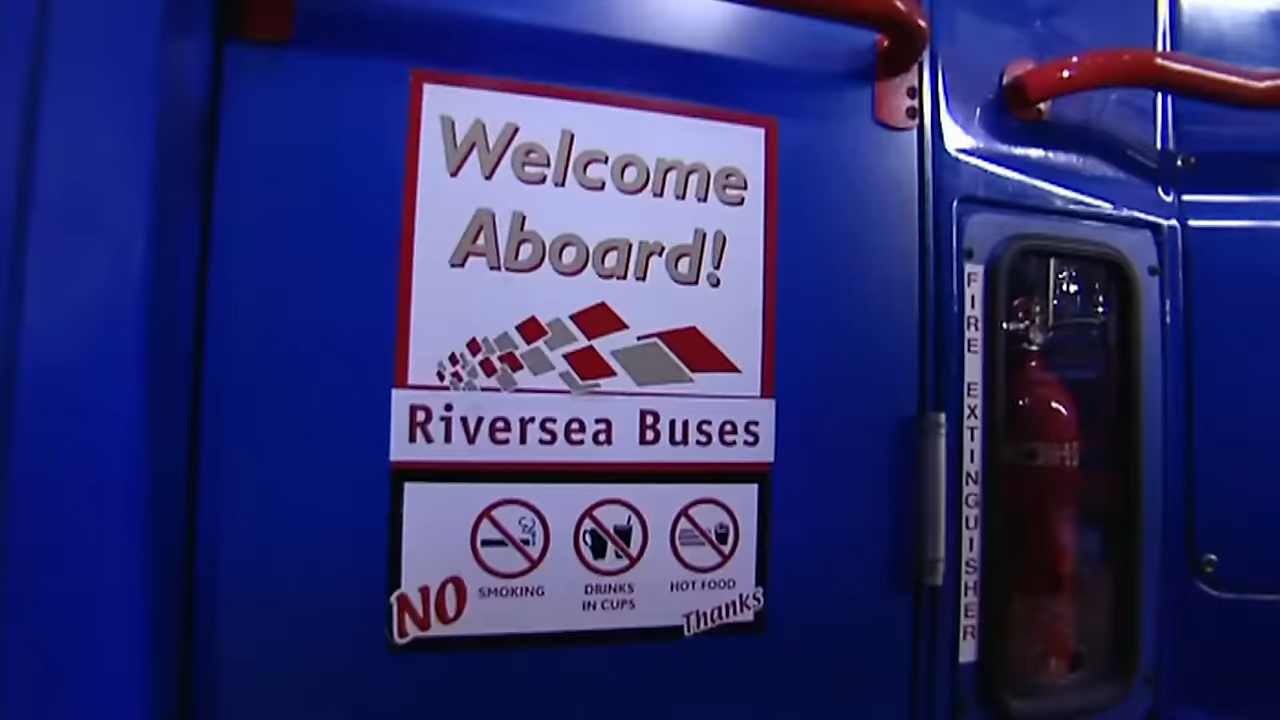 Welcome
Aboard!
Riversea Buses
SMOKING
DRINKS
IN CUPS
HOT FOOD
NO
Thanks
FIRE EXTINGUISHER